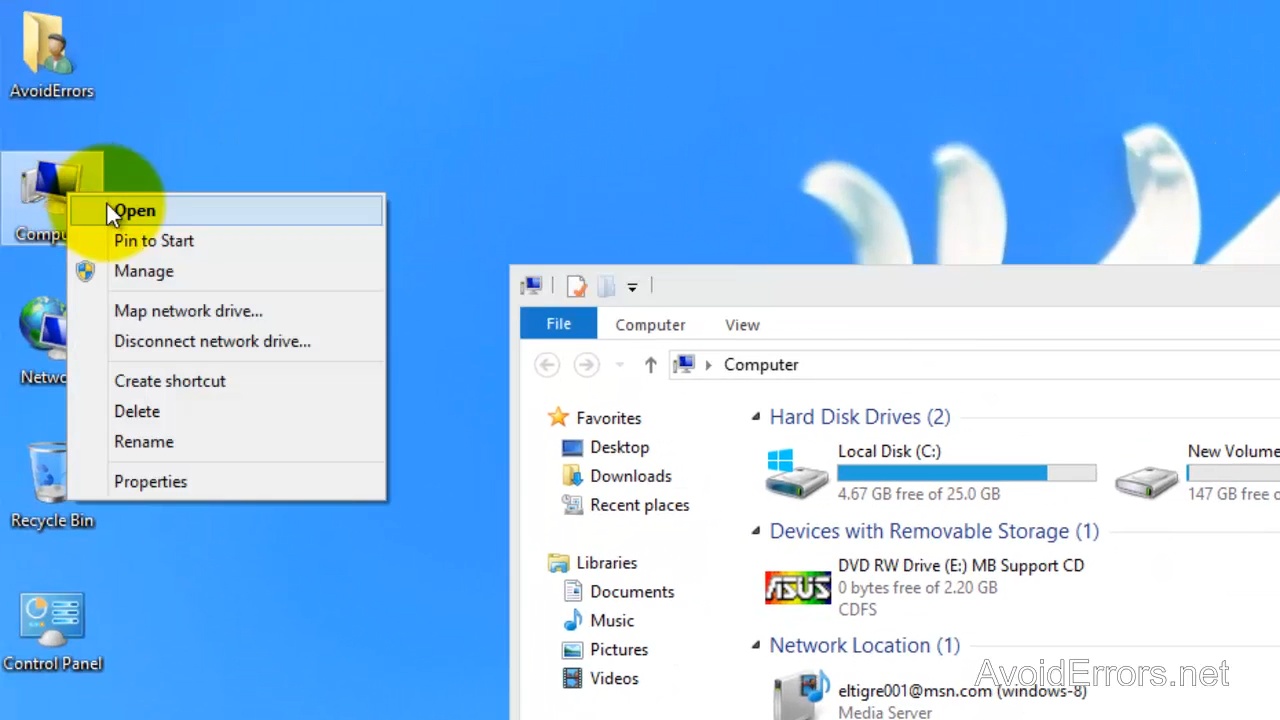 AvoidErrors
Compu
Netwo
Recycle Bin
Control Panel
Open
Pin to Start
Manage
Map network drive...
Disconnect network drive...
Create shortcut
Delete
Rename
Properties
File
Computer
View
Computer
Favorites
Desktop
Downloads
Recent places
Libraries
Documents
Music
Pictures
Videos
Hard Disk Drives (2)
Local Disk (C:)
4.67 GB free of 25.0 GB
New Volume
147 GB free o
Devices with Removable Storage (1)
ASUS
DVD RW Drive (E:) MB Support CD
0 bytes free of 2.20 GB
CDFS
Network Location (1)
eltigre001@msn.com (windows-8)
Media Server
AvoidErrors.net